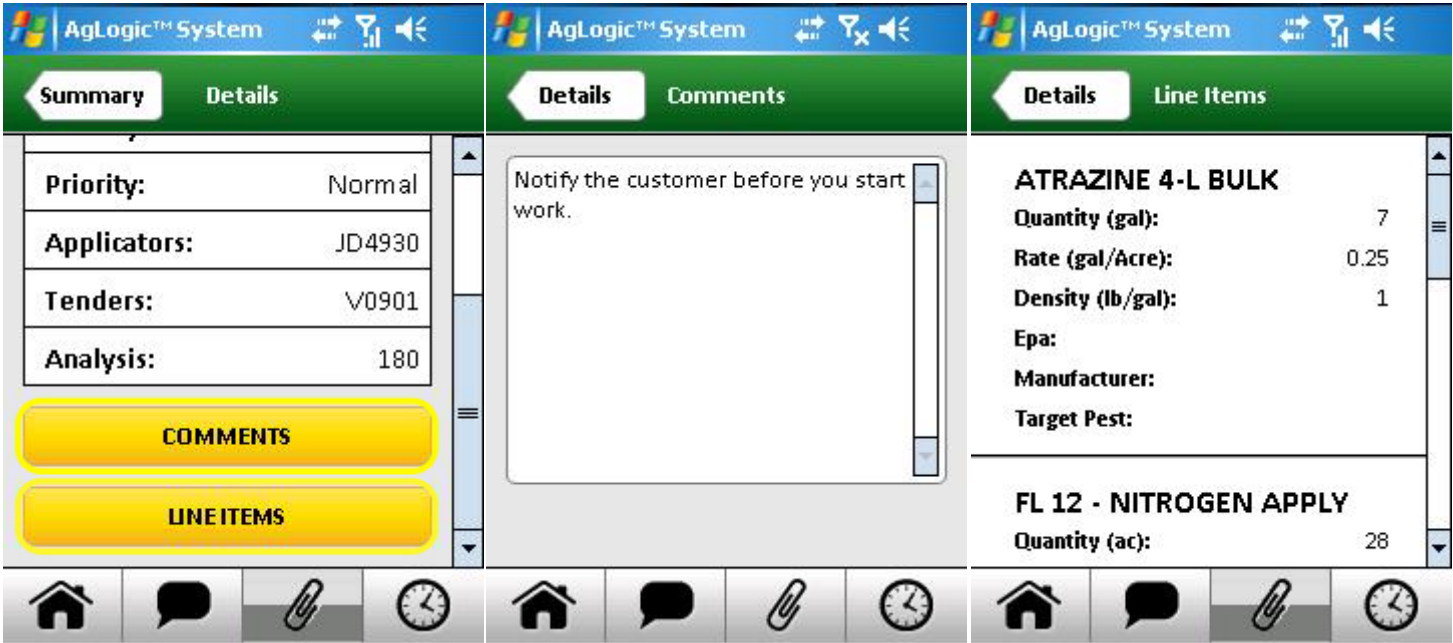 AgLogic™ System
Summary
Details
Priority:
Normal
Applicators:
JD4930
Tenders:
V0901
Analysis:
180
COMMENTS
LINE ITEMS
AgLogic™ System
Details
Comments
Notify the customer before you start
work.
AgLogic™ System
Details
Line Items
ATRAZINE 4-L BULK
Quantity (gal):
7
Rate (gal/Acre):
0.25
Density (lb/gal):
1
Epa:
Manufacturer:
Target Pest:
FL 12 - NITROGEN APPLY
Quantity (ac):
28